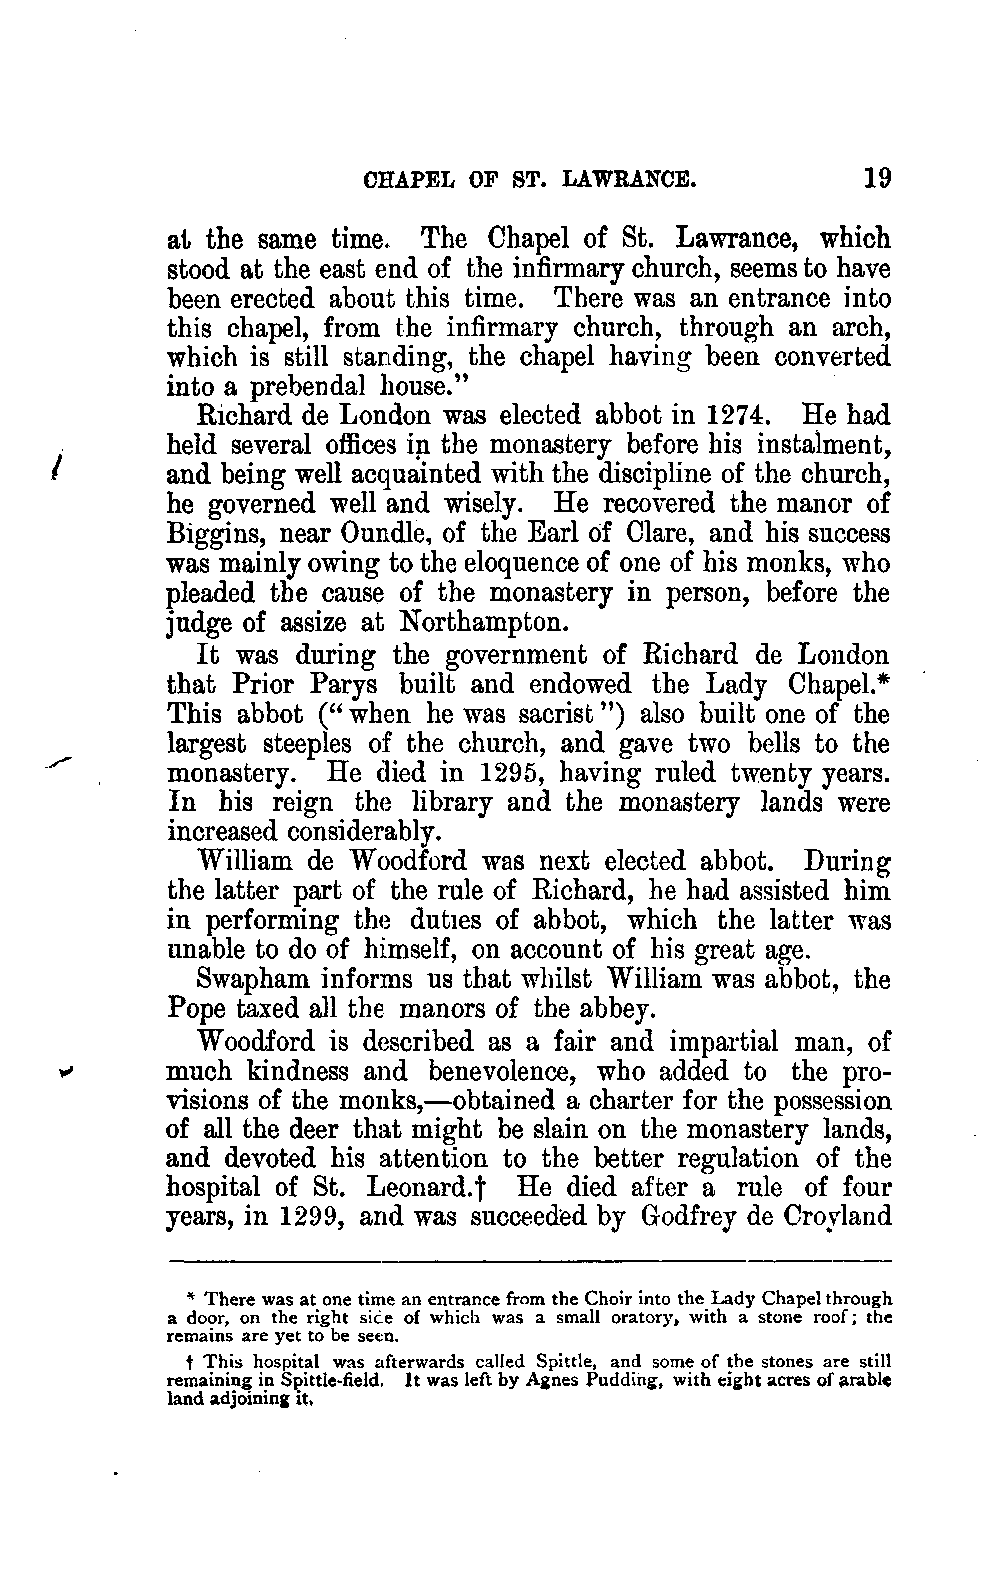 CHAPEL OF ST. LAWRANCE. 19
at the same time. The Chapel of St. Lawrance, which
stood at the east end of the infirmary church, seems to have
been erected about this time. There was an entrance into
this chapel, from the infirmary church, through an arch,
which is still standing, the chapel having been converted
into a prebendal house."
Richard de London was elected abbot in 1274. He had
held several offices in the monastery before his instalment,
and being well acquainted with the discipline of the church,
he governed well and wisely. He recovered the manor of
Biggins, near Oundle, of the Earl of Clare, and his success
was mainly owing to the eloquence of one of his monks, who
pleaded the cause of the monastery in person, before the
judge of assize at Northampton.
It was during the government of Richard de London
that Prior Parys built and endowed the Lady Chapel.*
This abbot ("when he was sacrist") also built one of the
largest steeples of the church, and gave two bells to the
monastery. He died in 1295, having ruled twenty years.
In his reign the library and the monastery lands were
increased considerably.
William de Woodford was next elected abbot. During
the latter part of the rule of Richard, he had assisted him
in performing the duties of abbot, which the latter was
unable to do of himself, on account of his great age.
Swapham informs us that whilst William was abbot, the
Pope taxed all the manors of the abbey.
Woodford is described as a fair and impartial man, of
much kindness and benevolence, who added to the pro-
visions of the monks,—obtained a charter for the possession
of all the deer that might be slain on the monastery lands,
and devoted his attention to the better regulation of the
hospital of St. Leonard.† He died after a rule of four
years, in 1299, and was succeeded by Godfrey de Croyland
* There was at one time an entrance from the Choir into the Lady Chapel through
a door, on the right side of which was a small oratory, with a stone roof; the
remains are yet to be seen.
† This hospital was afterwards called Spittle, and some of the stones are still
remaining in Spittle-field. It was left by Agnes Pudding, with eight acres of arable
land adjoining it.